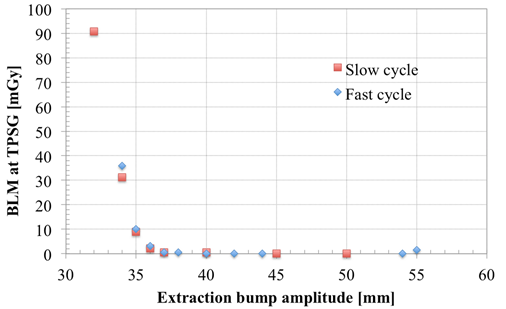 100
90
80
70
60
50
40
30
20
10
0
BLM at TPSG [mGy]
Slow cycle
Fast cycle
30 35 40 45 50 55 60
Extraction bump amplitude [mm]